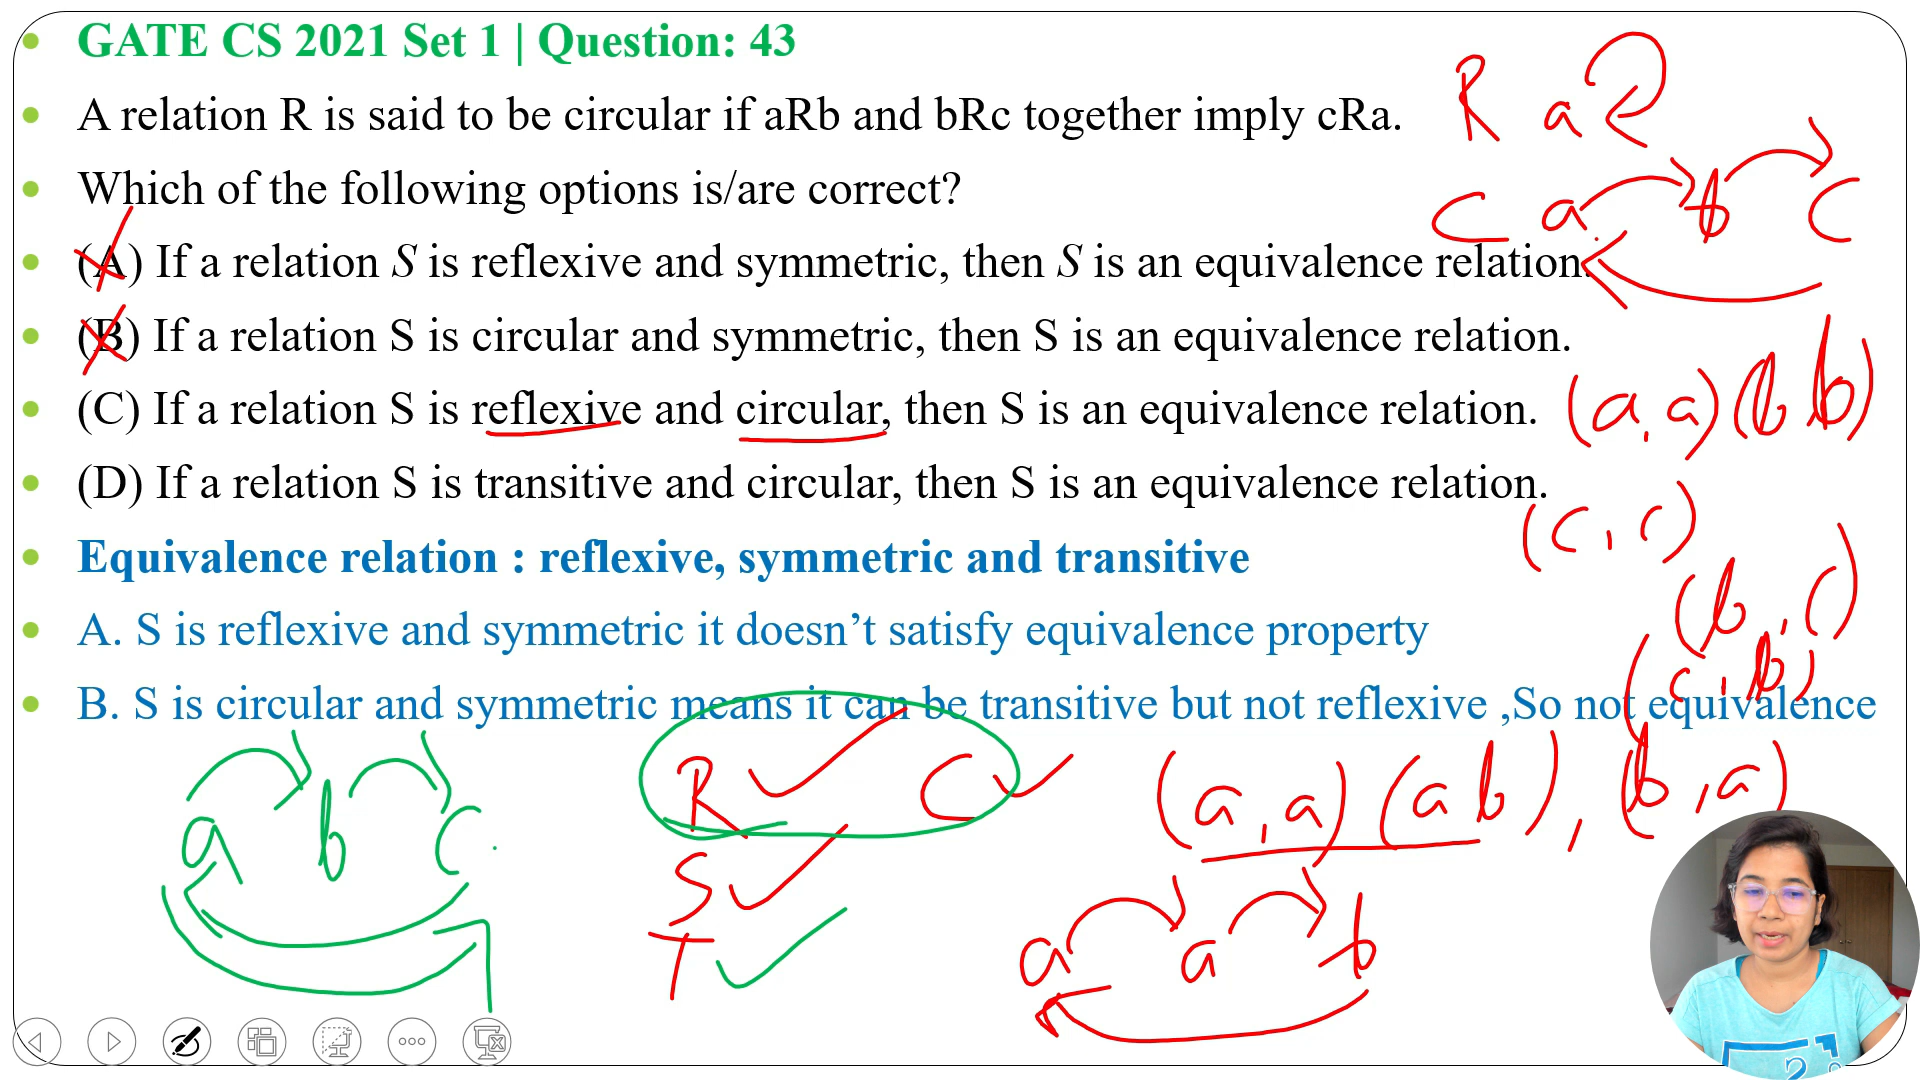 GATE CS 2021 Set 1 | Question: 43
A relation R is said to be circular if aRb and bRc together imply cRa.
Which of the following options is/are correct?
(A) If a relation S is reflexive and symmetric, then S is an equivalence relation.
(B) If a relation S is circular and symmetric, then S is an equivalence relation.
(C) If a relation S is reflexive and circular, then S is an equivalence relation.
(D) If a relation S is transitive and circular, then S is an equivalence relation.
Equivalence relation : reflexive, symmetric and transitive
A. S is reflexive and symmetric it doesn’t satisfy equivalence property
B. S is circular and symmetric means it can be transitive but not reflexive ,So not equivalence
R a
C a b C
(a,a) (b b)
(c,c)
(b,c)
(c,b)
a b c
R C
S
T
(a,a) (a b), (b,a)
a a b